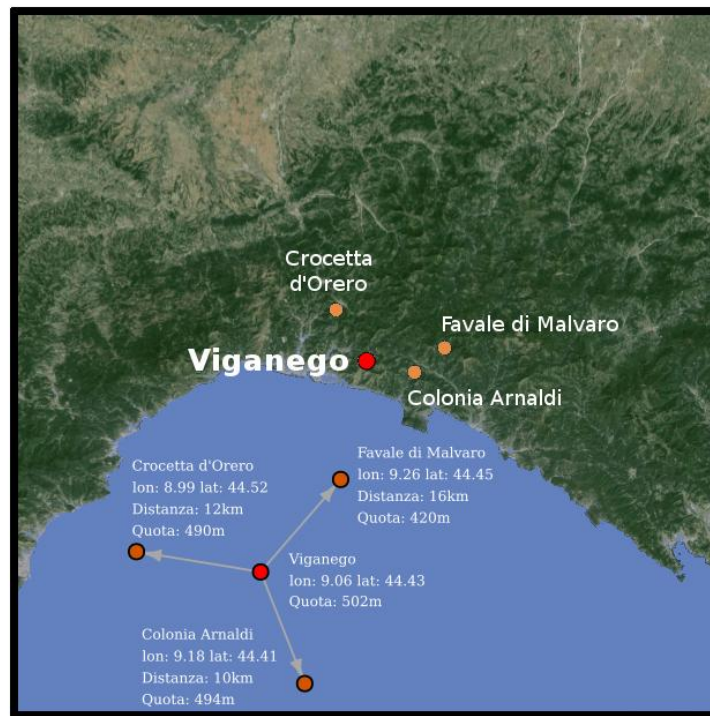 Crocetta
d'Orero
Favale di Malvaro
Viganego
Colonia Arnaldi
Favale di Malvaro
lon: 9.26 lat: 44.45
Distanza: 16km
Quota: 420m
Crocetta d'Orero
lon: 8.99 lat: 44.52
Distanza: 12km
Quota: 490m
Viganego
lon: 9.06 lat: 44.43
Quota: 502m
Colonia Arnaldi
lon: 9.18 lat: 44.41
Distanza: 10km
Quota: 494m